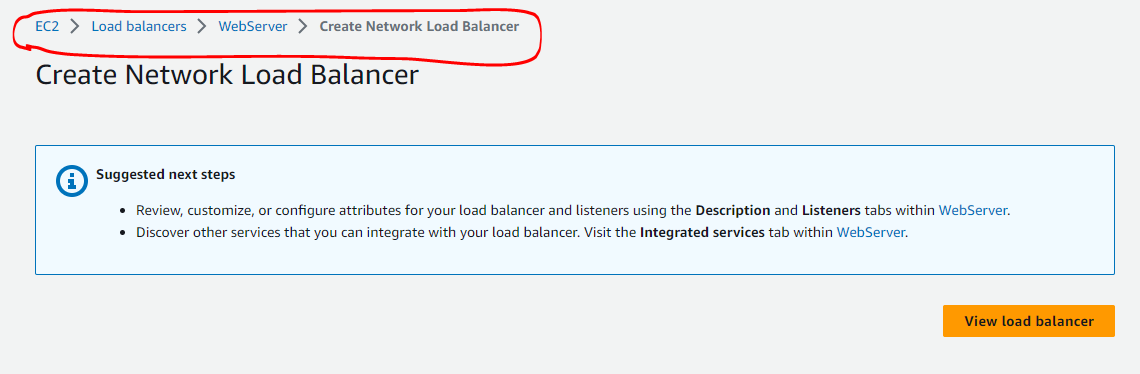 EC2 > Load balancers > WebServer > Create Network Load Balancer
Create Network Load Balancer
Suggested next steps
• Review, customize, or configure attributes for your load balancer and listeners using the Description and Listeners tabs within WebServer.
• Discover other services that you can integrate with your load balancer. Visit the Integrated services tab within WebServer.
View load balancer